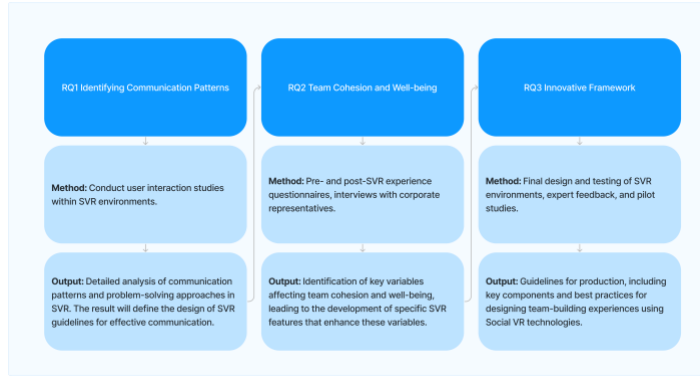 RQ1 Identifying Communication Patterns
Method: Conduct user interaction studies
within SVR environments.
Output: Detailed analysis of communication
patterns and problem-solving approaches in
SVR. The result will define the design of SVR
guidelines for effective communication.
RQ2 Team Cohesion and Well-being
Method: Pre- and post-SVR experience
questionnaires, interviews with corporate
representatives.
Output: Identification of key variables
affecting team cohesion and well-being,
leading to the development of specific SVR
features that enhance these variables.
RQ3 Innovative Framework
Method: Final design and testing of SVR
environments, expert feedback, and pilot
studies.
Output: Guidelines for production, including
key components and best practices for
designing team-building experiences using
Social VR technologies.